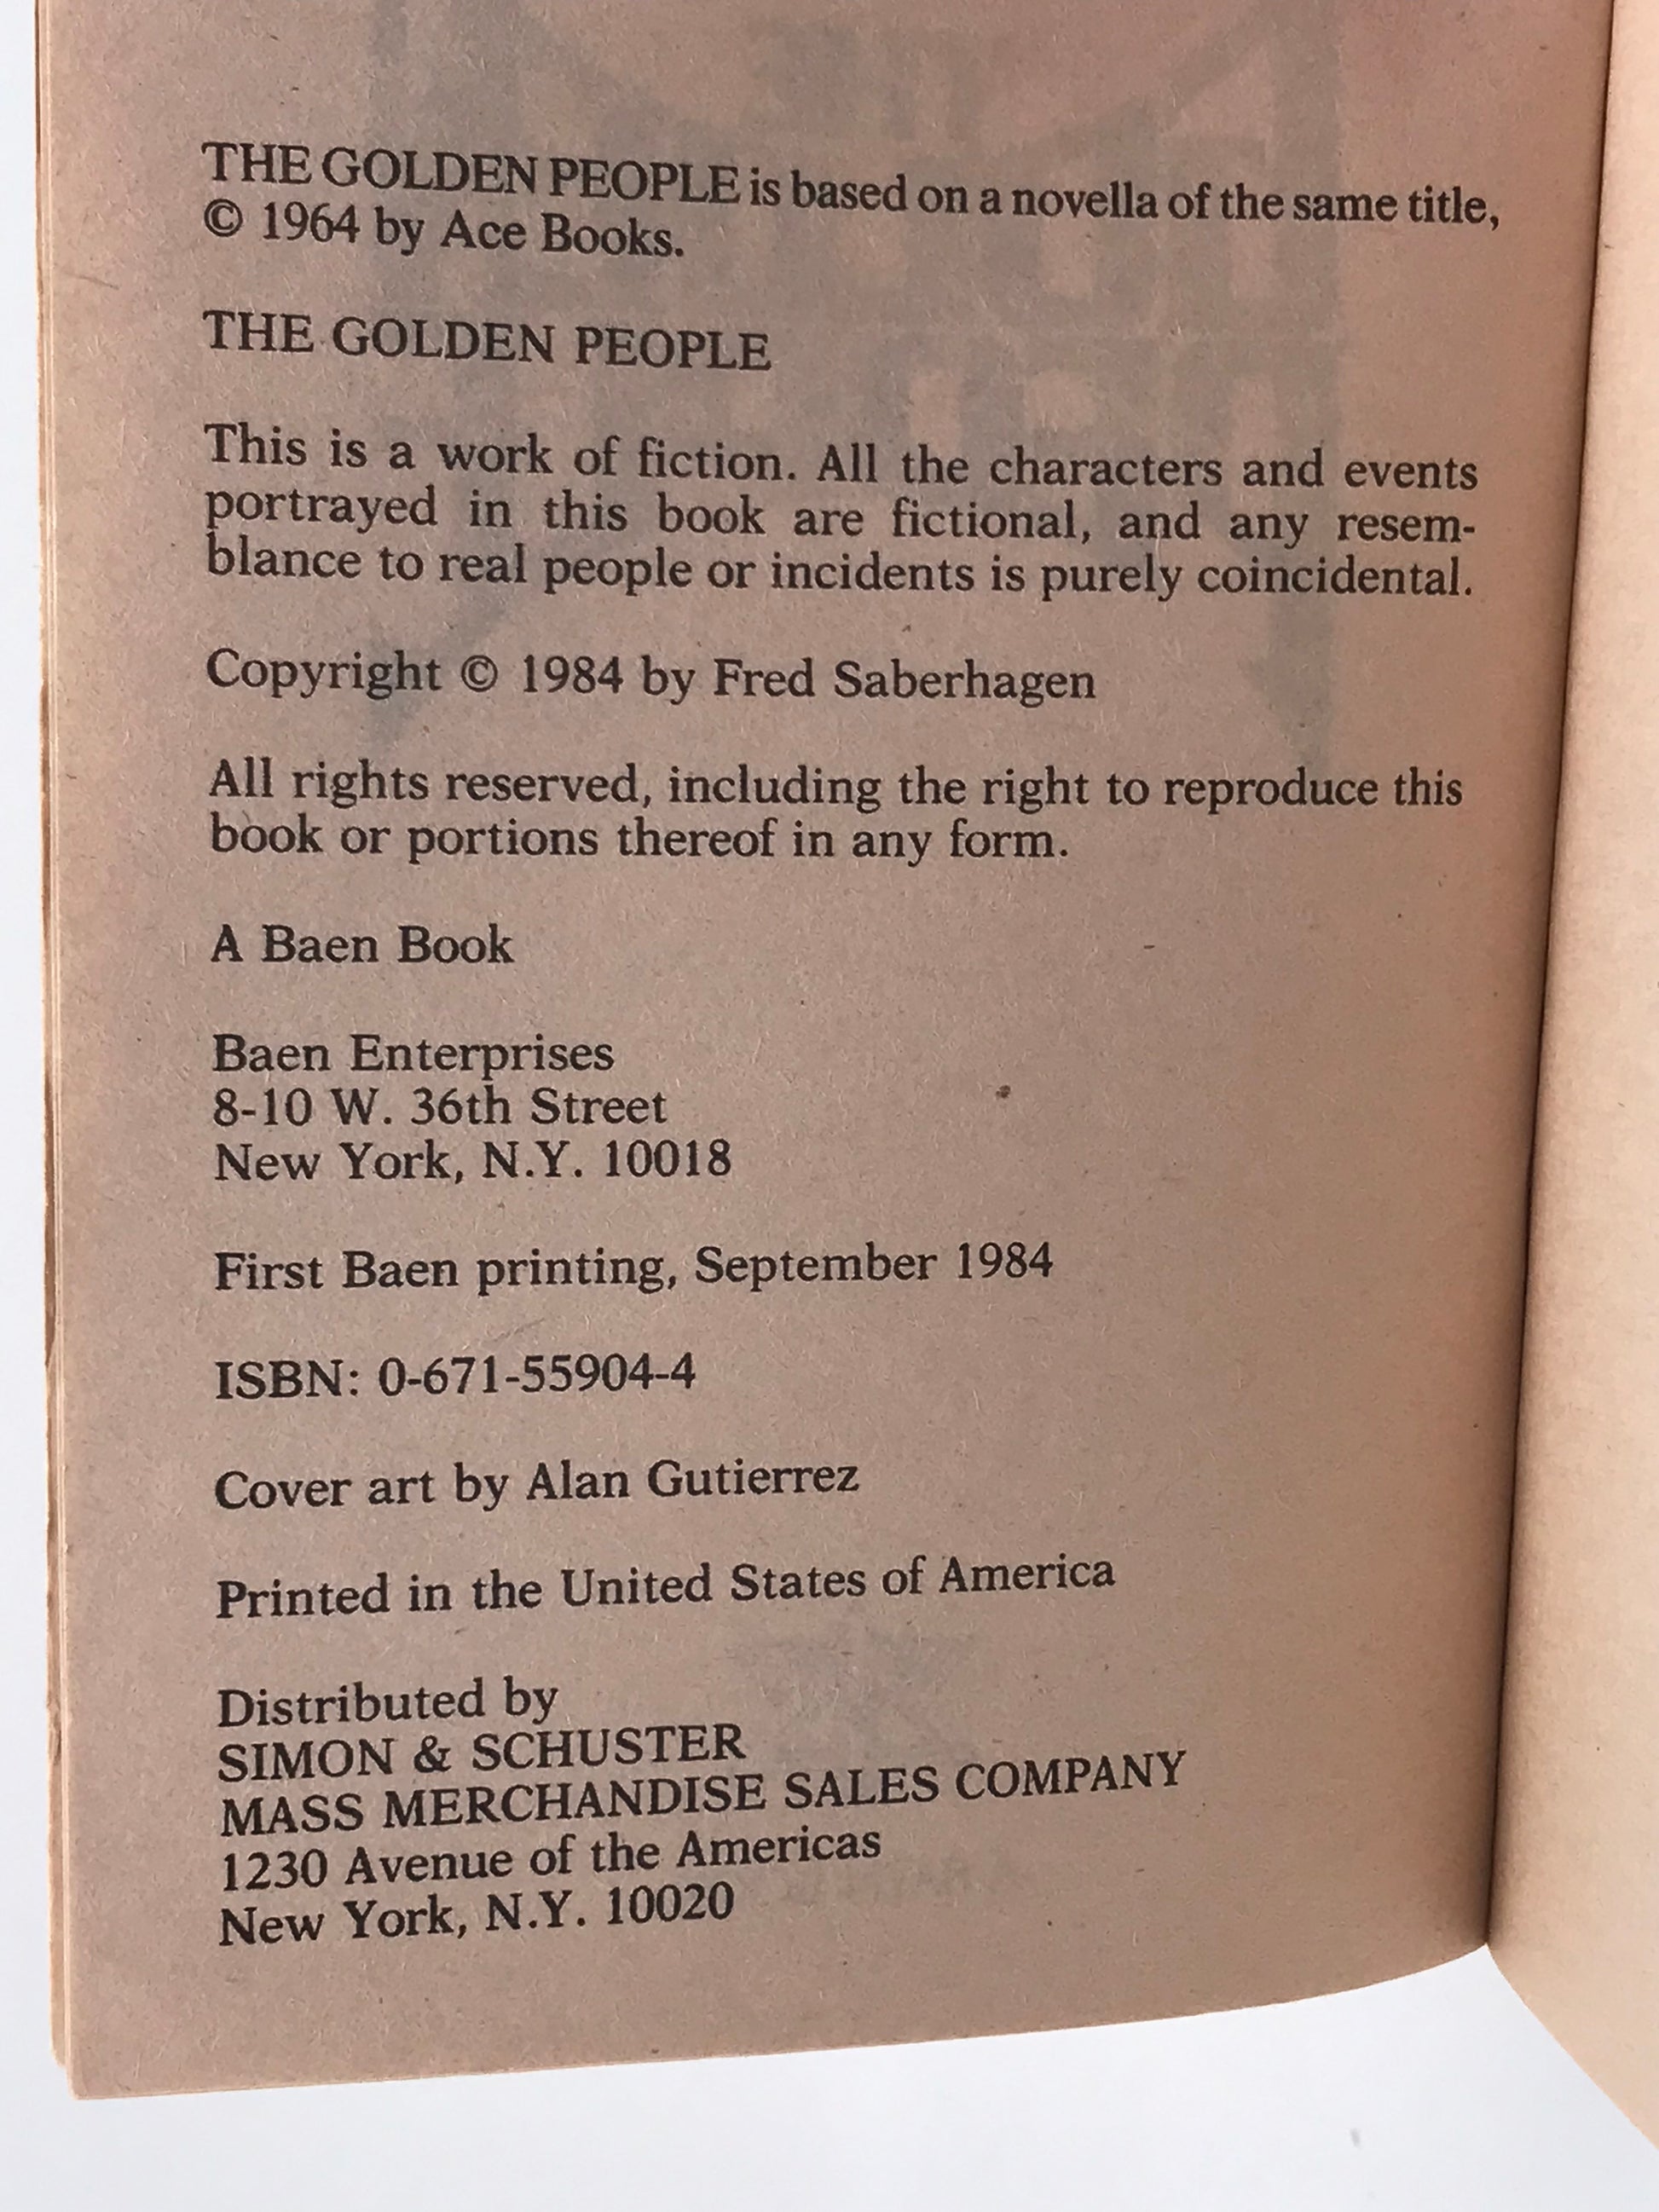 THE GOLDEN PEOPLE is based on a novella of the same title,
© 1964 by Ace Books.
THE GOLDEN PEOPLE
This is a work of fiction. All the characters and events
portrayed in this book are fictional, and any resem-
blance to real people or incidents is purely coincidental.
Copyright © 1984 by Fred Saberhagen
All rights reserved, including the right to reproduce this
book or portions thereof in any form.
A Baen Book
Baen Enterprises
8-10 W. 36th Street
New York, N.Y. 10018
First Baen printing, September 1984
ISBN: 0-671-55904-4
Cover art by Alan Gutierrez
Printed in the United States of America
Distributed by
SIMON & SCHUSTER
MASS MERCHANDISE SALES COMPANY
1230 Avenue of the Americas
New York, N.Y. 10020